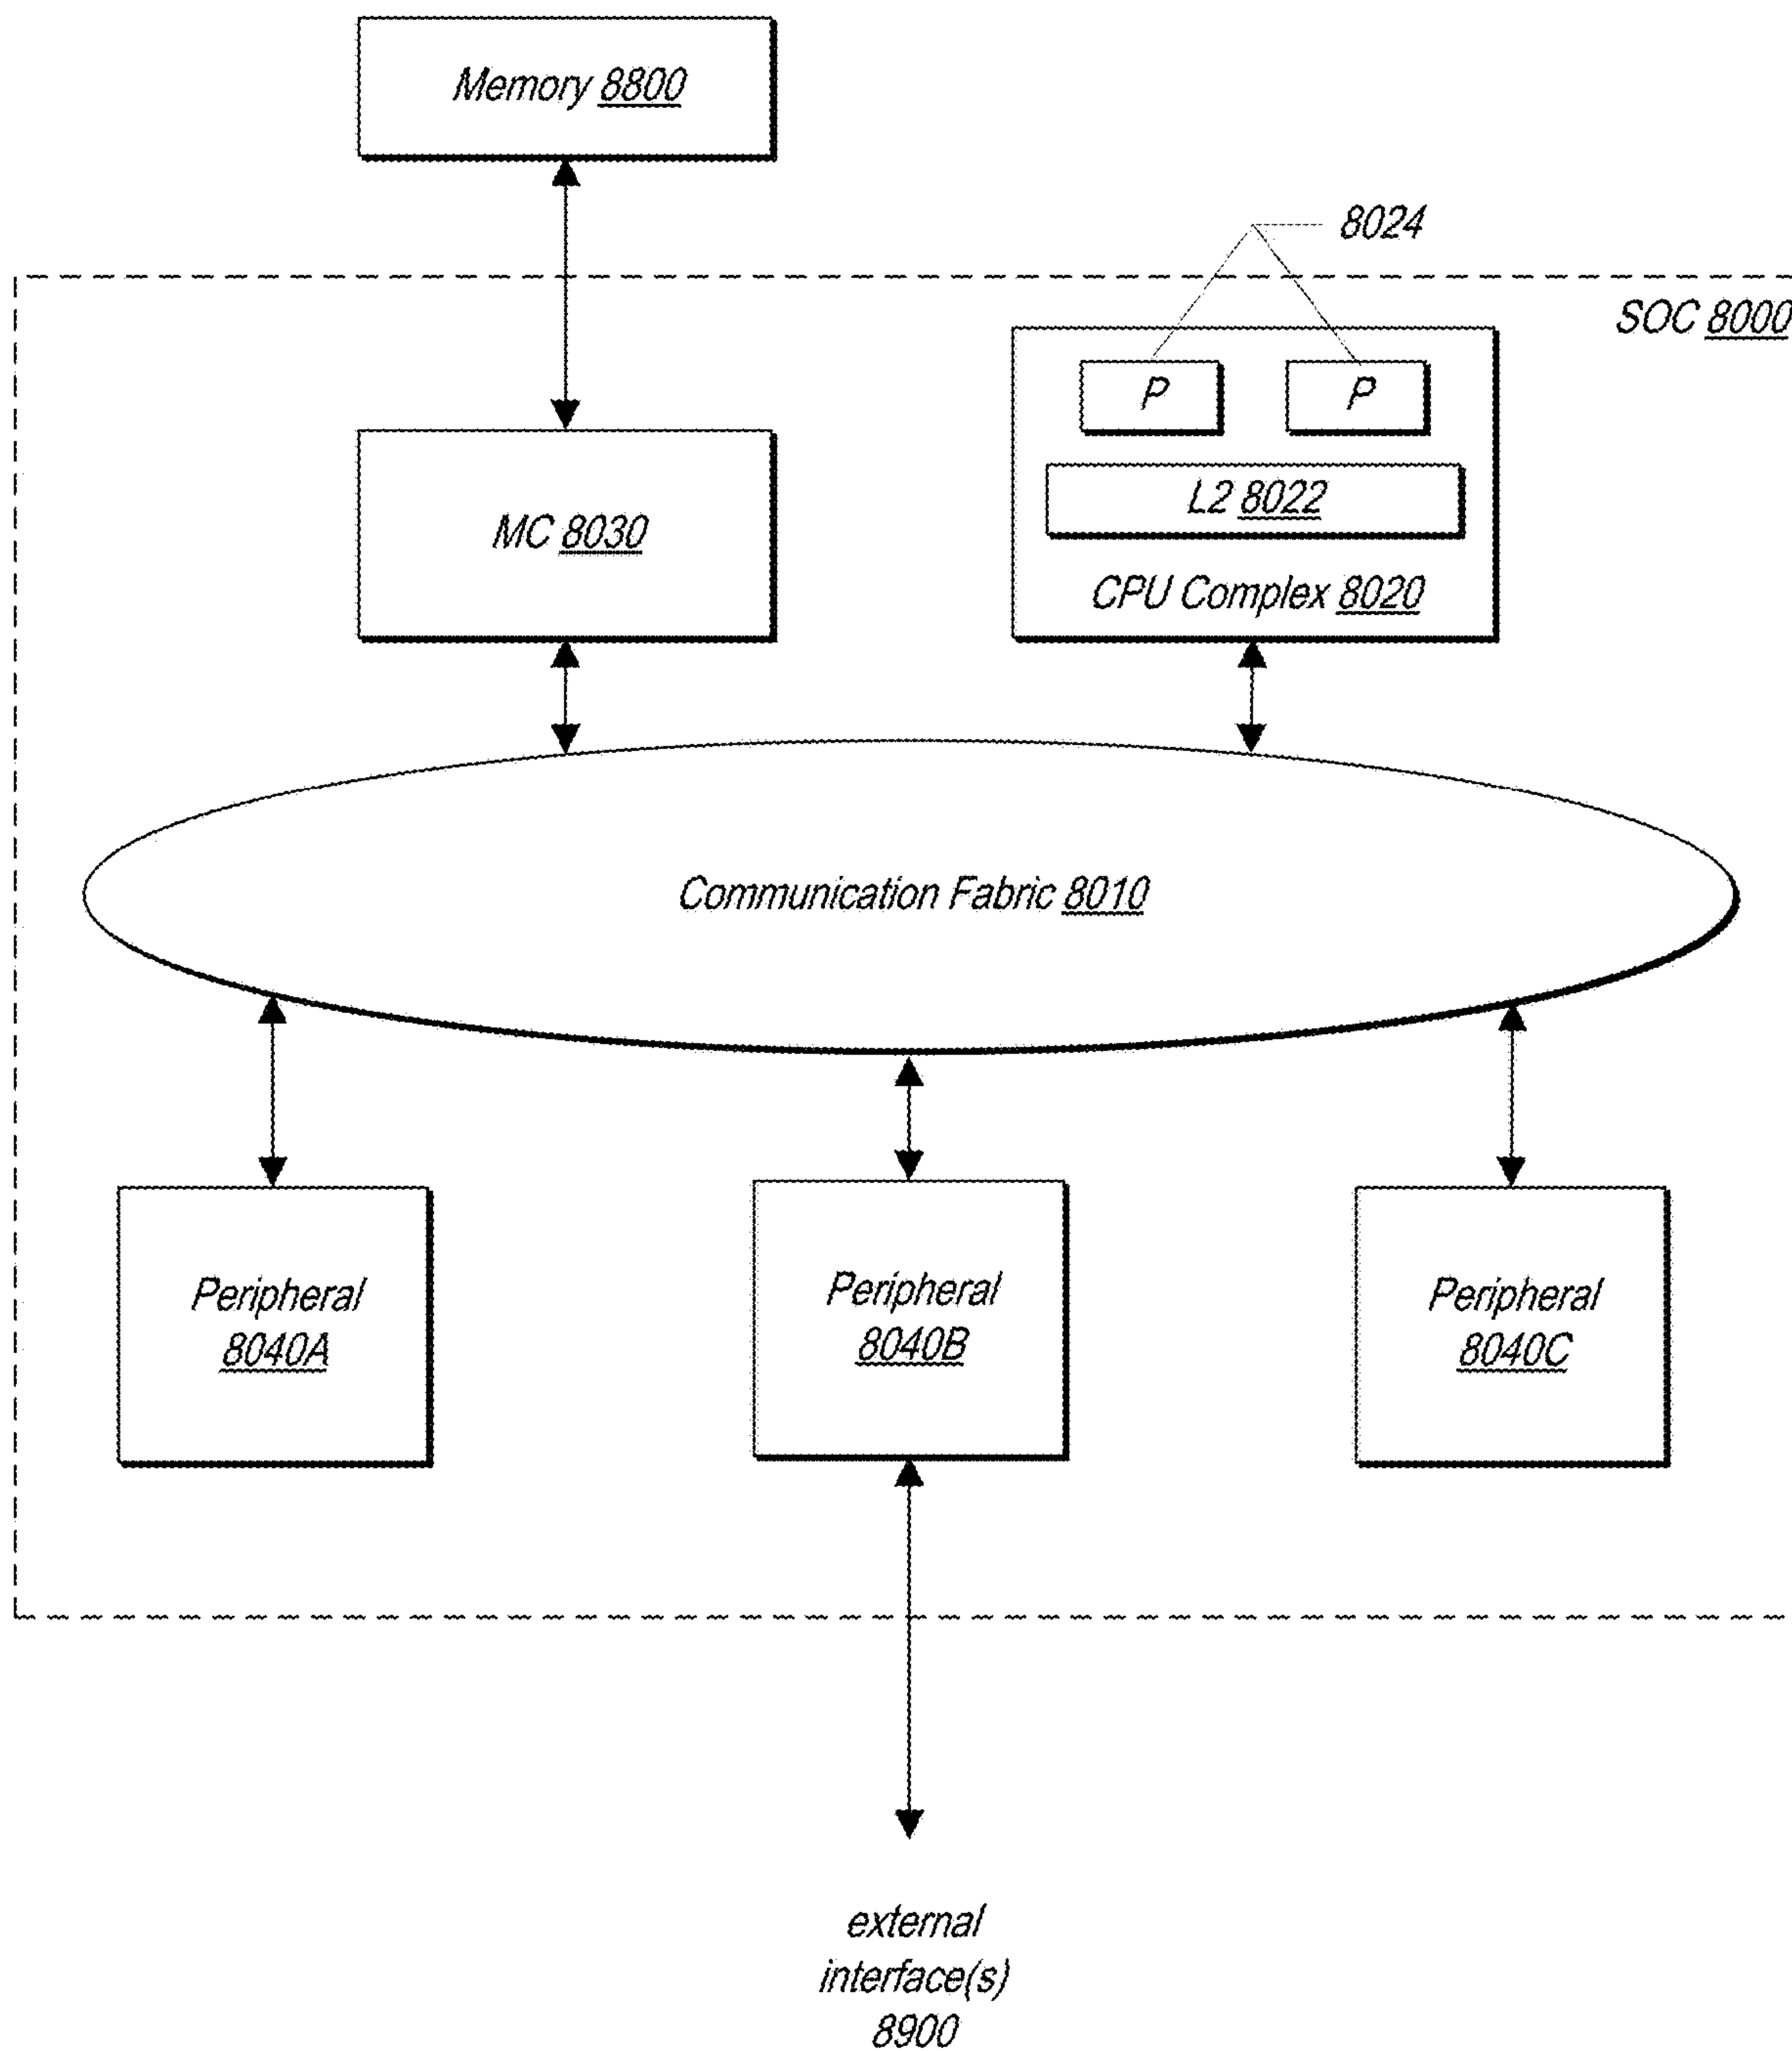 Memory 8800
8024
SOC 8000
P P
L2 8022
MC 8030
CPU Complex 8020
Communication Fabric 8010
Peripheral
8040A
Peripheral
8040B
Peripheral
8040C
external
interface(s)
8900